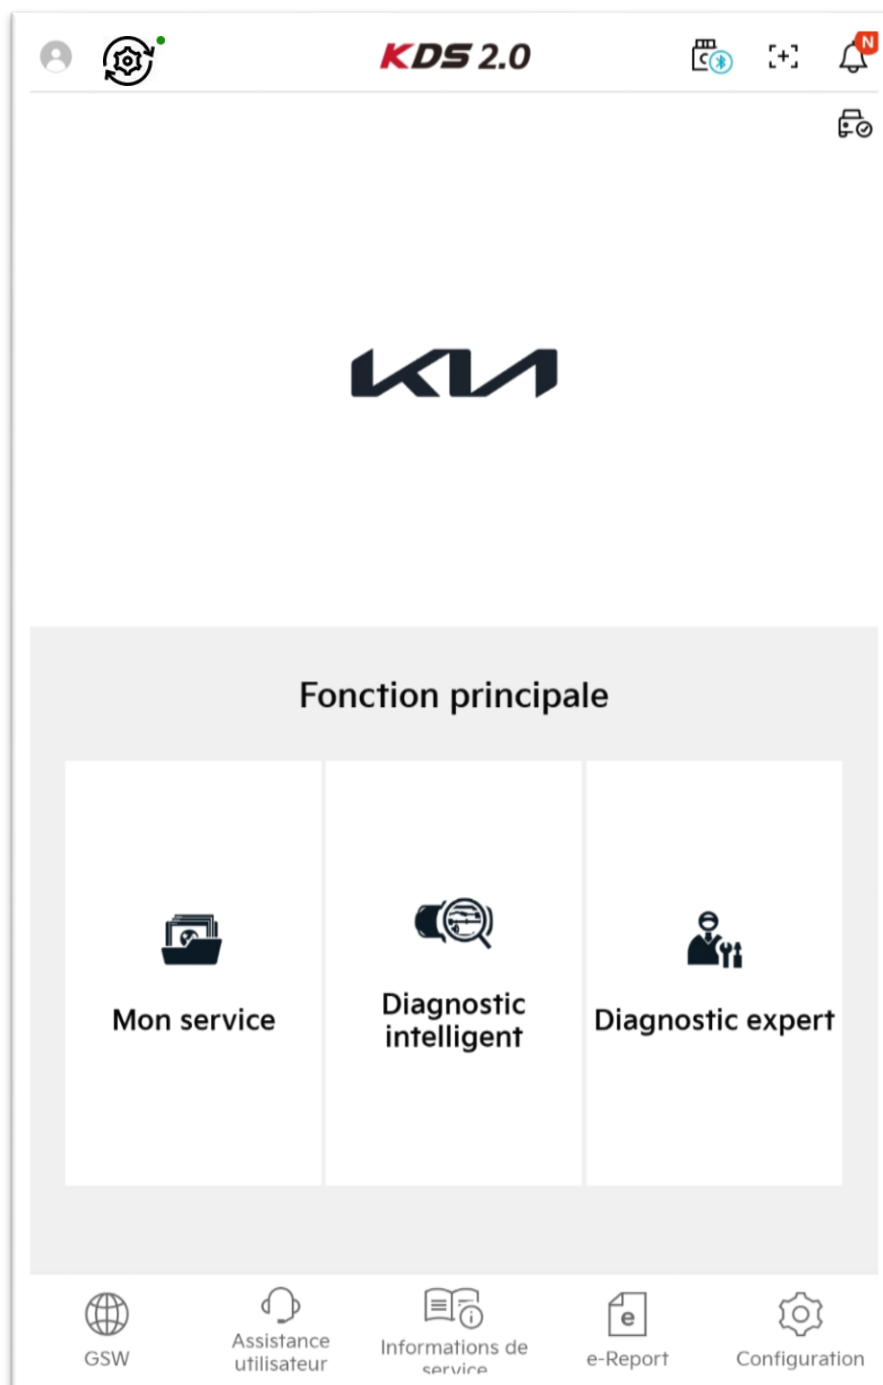 KDS 2.0
N
KIA
Fonction principale
Mon service
Diagnostic
intelligent
Diagnostic expert
GSW
Assistance
utilisateur
Informations de
service
e
e-Report
Configuration